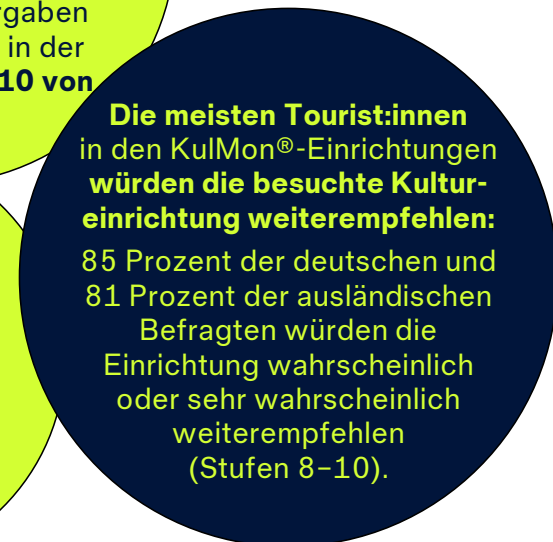 rgaben
in der
10 von
Die meisten Tourist:innen
in den KulMon®-Einrichtungen
würden die besuchte Kultur-
einrichtung weiterempfehlen:
85 Prozent der deutschen und
81 Prozent der ausländischen
Befragten würden die
Einrichtung wahrscheinlich
oder sehr wahrscheinlich
weiterempfehlen
(Stufen 8–10).